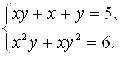 xy + x + y = 5,
x²y + xy² = 6.